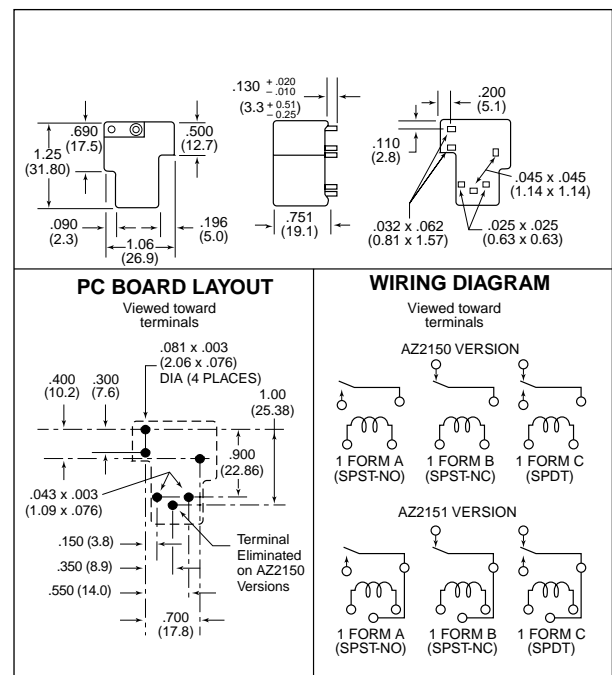 .690
(17.5)
1.25
(31.80)
.500
(12.7)
.090
(2.3)
1.06
(26.9)
.196
(5.0)
.130 + .020 - .010
(3.3 + 0.51 - 0.25)
.751
(19.1)
.200
(5.1)
.110
(2.8)
.045 x .045
(1.14 x 1.14)
.032 x .062
(0.81 x 1.57)
.025 x .025
(0.63 x 0.63)
PC BOARD LAYOUT
Viewed toward
terminals
.081 x .003
(2.06 x .076)
DIA (4 PLACES)
.400
(10.2)
.300
(7.6)
1.00
(25.38)
.900
(22.86)
.043 x .003
(1.09 x .076)
.150 (3.8)
.350 (8.9)
.550 (14.0)
.700
(17.8)
Terminal
Eliminated
on AZ2150
Versions
WIRING DIAGRAM
Viewed toward
terminals
AZ2150 VERSION
1 FORM A
(SPST-NO)
1 FORM B
(SPST-NC)
1 FORM C
(SPDT)
AZ2151 VERSION
1 FORM A
(SPST-NO)
1 FORM B
(SPST-NC)
1 FORM C
(SPDT)